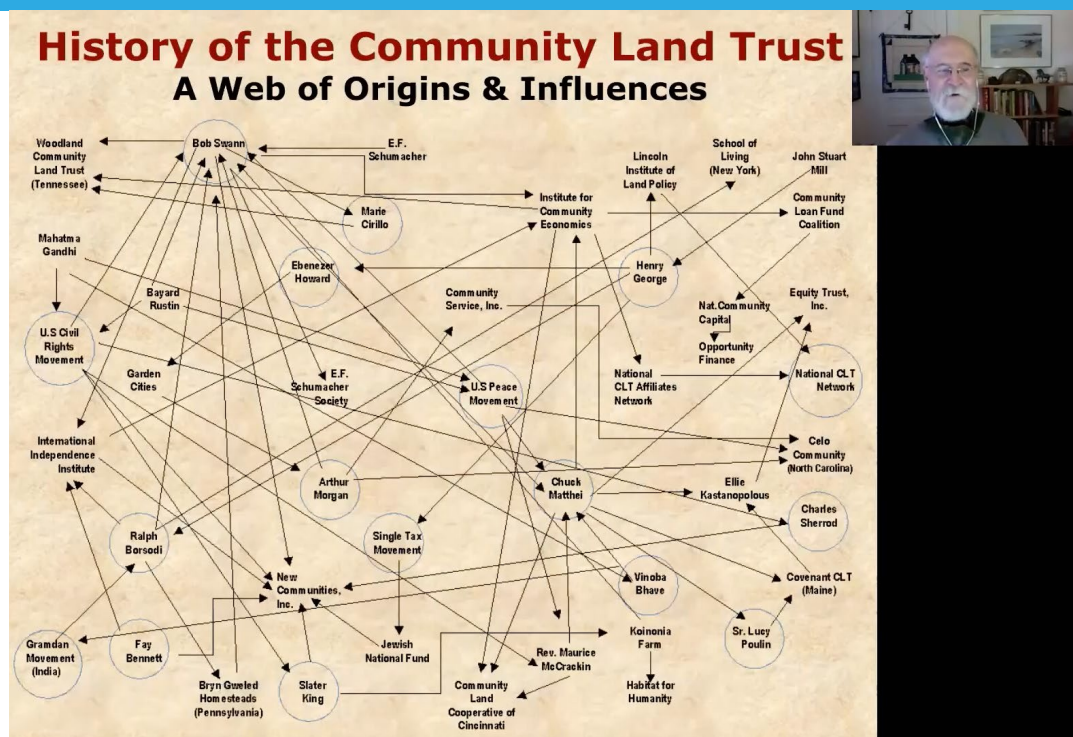 History of the Community Land Trust
A Web of Origins & Influences
Woodland
Community
Land Trust
(Tennessee)
Bob Swann
E.F.
Schumacher
Lincoln
Institute of
Land Policy
School of
Living
(New York)
John Stuart
Mill
Marie
Cirillo
Institute for
Community
Economics
Community
Loan Fund
Coalition
Mahatma
Gandhi
Ebenezer
Howard
Henry
George
Bayard
Rustin
Community
Service, Inc.
Nat.Community
Capital
Equity Trust,
Inc.
U.S Civil
Rights
Movement
Opportunity
Finance
Garden
Cities
E.F.
Schumacher
Society
U.S Peace
Movement
National
CLT Affiliates
Network
National CLT
Network
International
Independence
Institute
Celo
Community
(North Carolina)
Arthur
Morgan
Chuck
Matthei
Ellie
Kastanopolous
Charles
Sherrod
Ralph
Borsodi
Single Tax
Movement
New
Communities,
Inc.
Vinoba
Bhave
Covenant CLT
(Maine)
Gramdan
Movement
(India)
Fay
Bennett
Jewish
National Fund
Rev. Maurice
McCrackin
Koinonia
Farm
Sr. Lucy
Poulin
Bryn Gweled
Homesteads
(Pennsylvania)
Slater
King
Community
Land
Cooperative of
Cincinnati
Habitat for
Humanity